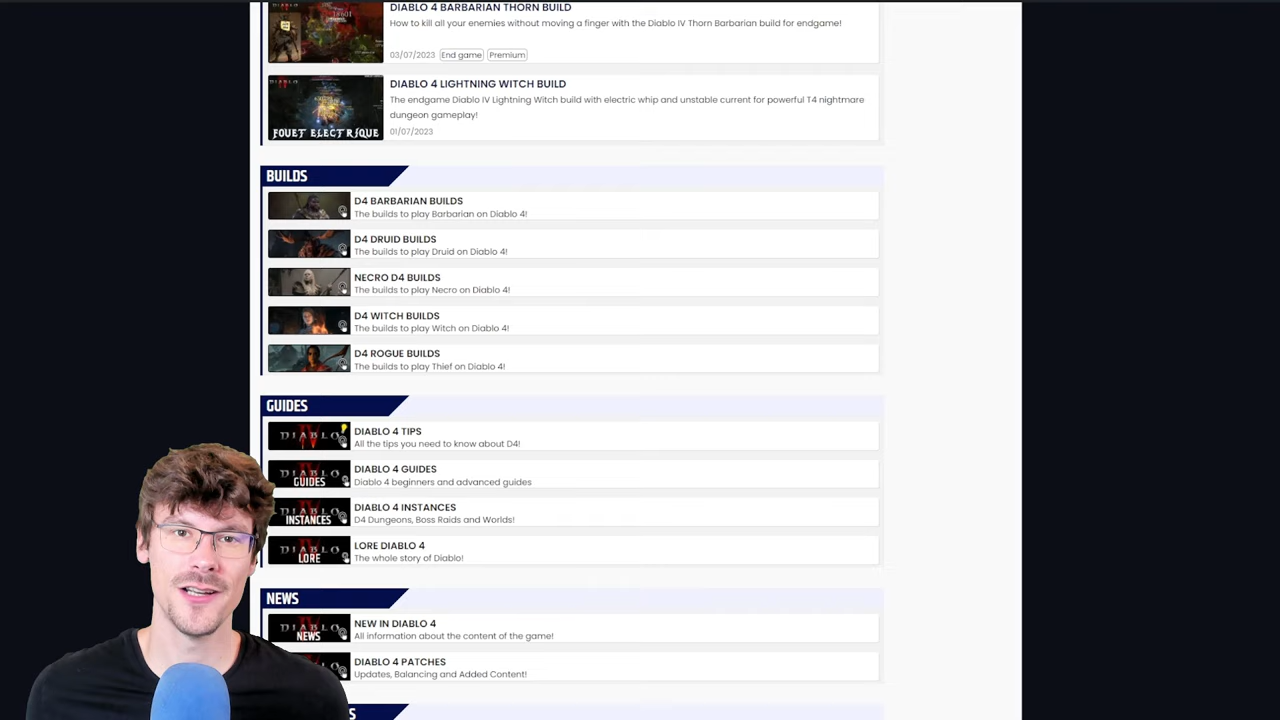 DIABLO 4 BARBARIAN THORN BUILD
How to kill all your enemies without moving a finger with the Diablo IV Thorn Barbarian build for endgame!
03/07/2023 End game Premium
DIABLO 4 LIGHTNING WITCH BUILD
The endgame Diablo IV Lightning Witch build with electric whip and unstable current for powerful T4 nightmare
dungeon gameplay!
FOUET ELECTRIQUE
01/07/2023
BUILDS
D4 BARBARIAN BUILDS
The builds to play Barbarian on Diablo 4!
D4 DRUID BUILDS
The builds to play Druid on Diablo 4!
NECRO D4 BUILDS
The builds to play Necro on Diablo 4!
D4 WITCH BUILDS
The builds to play Witch on Diablo 4!
D4 ROGUE BUILDS
The builds to play Thief on Diablo 4!
GUIDES
DIABLO
DIABLO 4 TIPS
All the tips you need to know about D4!
DIABLO
GUIDES
DIABLO 4 GUIDES
Diablo 4 beginners and advanced guides
DIABLO
INSTANCES
DIABLO 4 INSTANCES
D4 Dungeons, Boss Raids and Worlds!
DIABLO
LORE
LORE DIABLO 4
The whole story of Diablo!
NEWS
DIABLO
NEWS
NEW IN DIABLO 4
All information about the content of the game!
DIABLO 4 PATCHES
Updates, Balancing and Added Content!